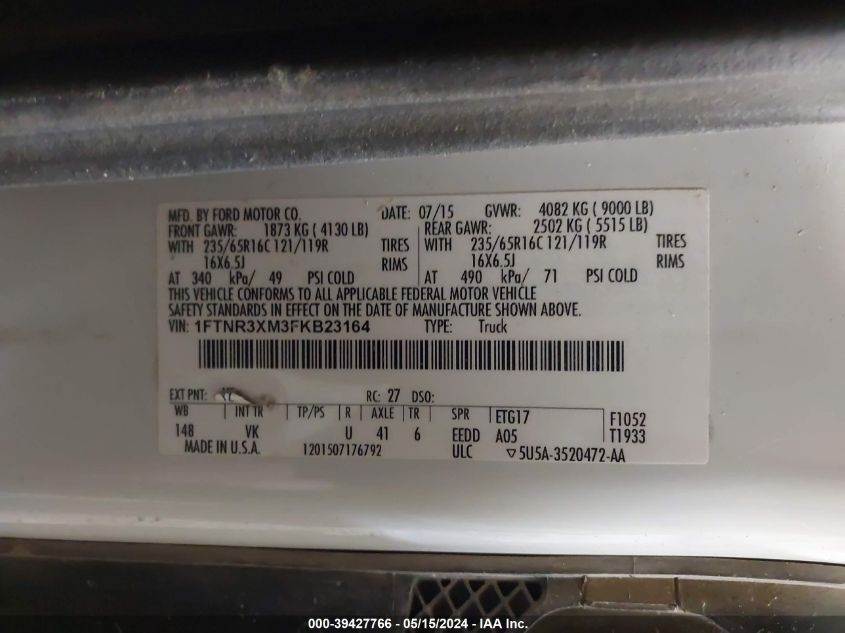 MFD. BY FORD MOTOR CO. DATE: 07/15 GVWR: 4082 KG ( 9000 LB)
FRONT GAWR: 1873 KG ( 4130 LB) REAR GAWR: 2502 KG ( 5515 LB)
WITH 235/65R16C 121/119R TIRES WITH 235/65R16C 121/119R TIRES
16X6.5J RIMS 16X6.5J RIMS
AT 340 kPa/ 49 PSI COLD AT 490 kPa/ 71 PSI COLD
THIS VEHICLE CONFORMS TO ALL APPLICABLE FEDERAL MOTOR VEHICLE
SAFETY STANDARDS IN EFFECT ON THE DATE OF MANUFACTURE SHOWN ABOVE.
VIN: 1FTNR3XM3FKB23164 TYPE: Truck
EXT PNT: RC: 27 DSO:
WB INT TR TP/PS R AXLE TR SPR ETG17 F1052
148 VK U 41 6 EEDD A05 T1933
MADE IN U.S.A. 1201507176792 ULC ▽5U5A-3520472-AA
000-39427766 - 05/15/2024 - IAA Inc.